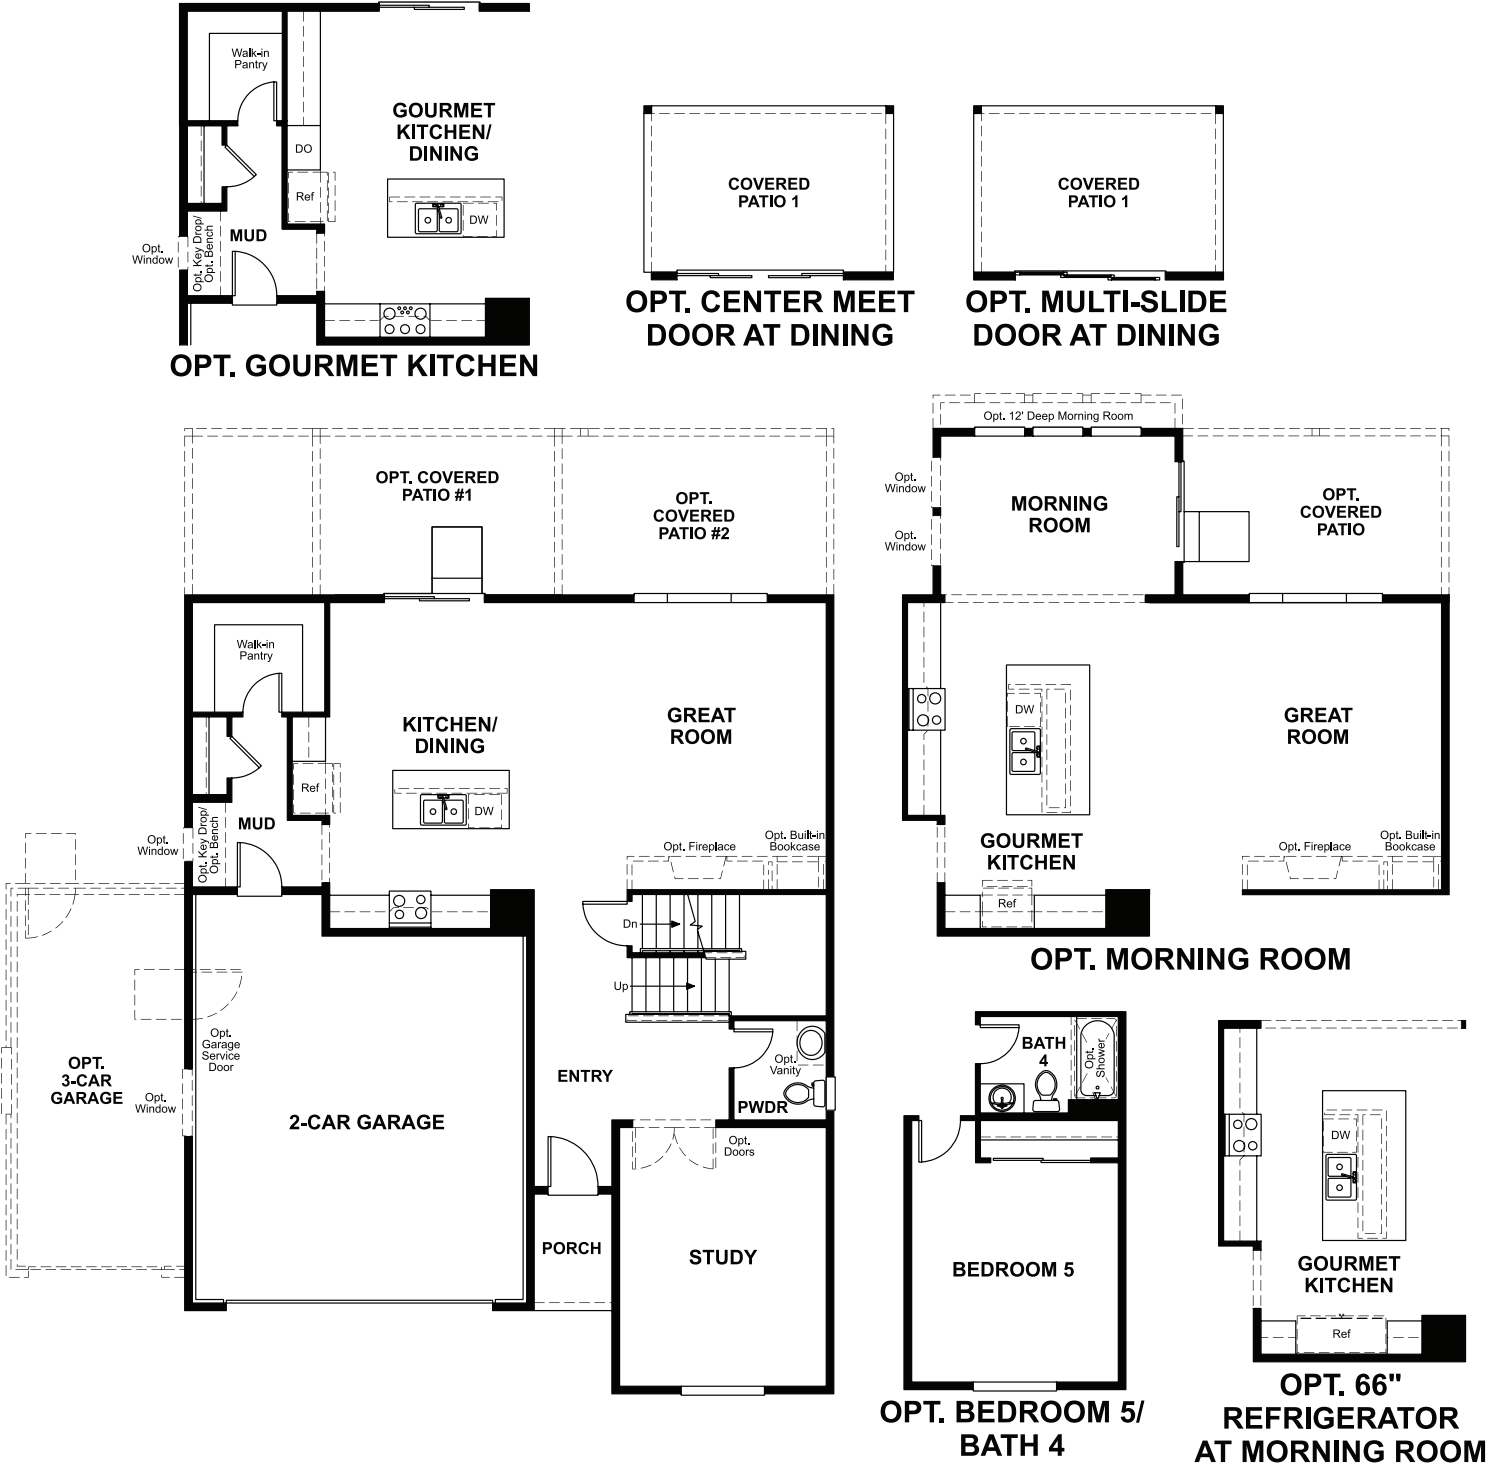 Walk-in
Pantry
GOURMET
KITCHEN/
DINING
DO
Ref
DW
MUD
Opt.
Window
Opt. Key Drop/
Opt. Bench
OPT. GOURMET KITCHEN
COVERED
PATIO 1
OPT. CENTER MEET
DOOR AT DINING
COVERED
PATIO 1
OPT. MULTI-SLIDE
DOOR AT DINING
OPT. COVERED
PATIO #1
OPT.
COVERED
PATIO #2
Walk-in
Pantry
KITCHEN/
DINING
GREAT
ROOM
Ref
DW
MUD
Opt.
Window
Opt. Key Drop/
Opt. Bench
Opt. Fireplace
Opt. Built-in
Bookcase
Dn
Up
Opt.
Garage
Service
Door
OPT.
3-CAR
GARAGE
Opt.
Window
2-CAR GARAGE
ENTRY
Opt.
Vanity
PWDR
Opt.
Doors
PORCH
STUDY
Opt. 12' Deep Morning Room
Opt.
Window
Opt.
Window
MORNING
ROOM
OPT.
COVERED
PATIO
DW
GREAT
ROOM
GOURMET
KITCHEN
Opt. Fireplace
Opt. Built-in
Bookcase
Ref
OPT. MORNING ROOM
BATH
4
Opt.
Shower
BEDROOM 5
OPT. BEDROOM 5/
BATH 4
DW
GOURMET
KITCHEN
Ref
OPT. 66"
REFRIGERATOR
AT MORNING ROOM